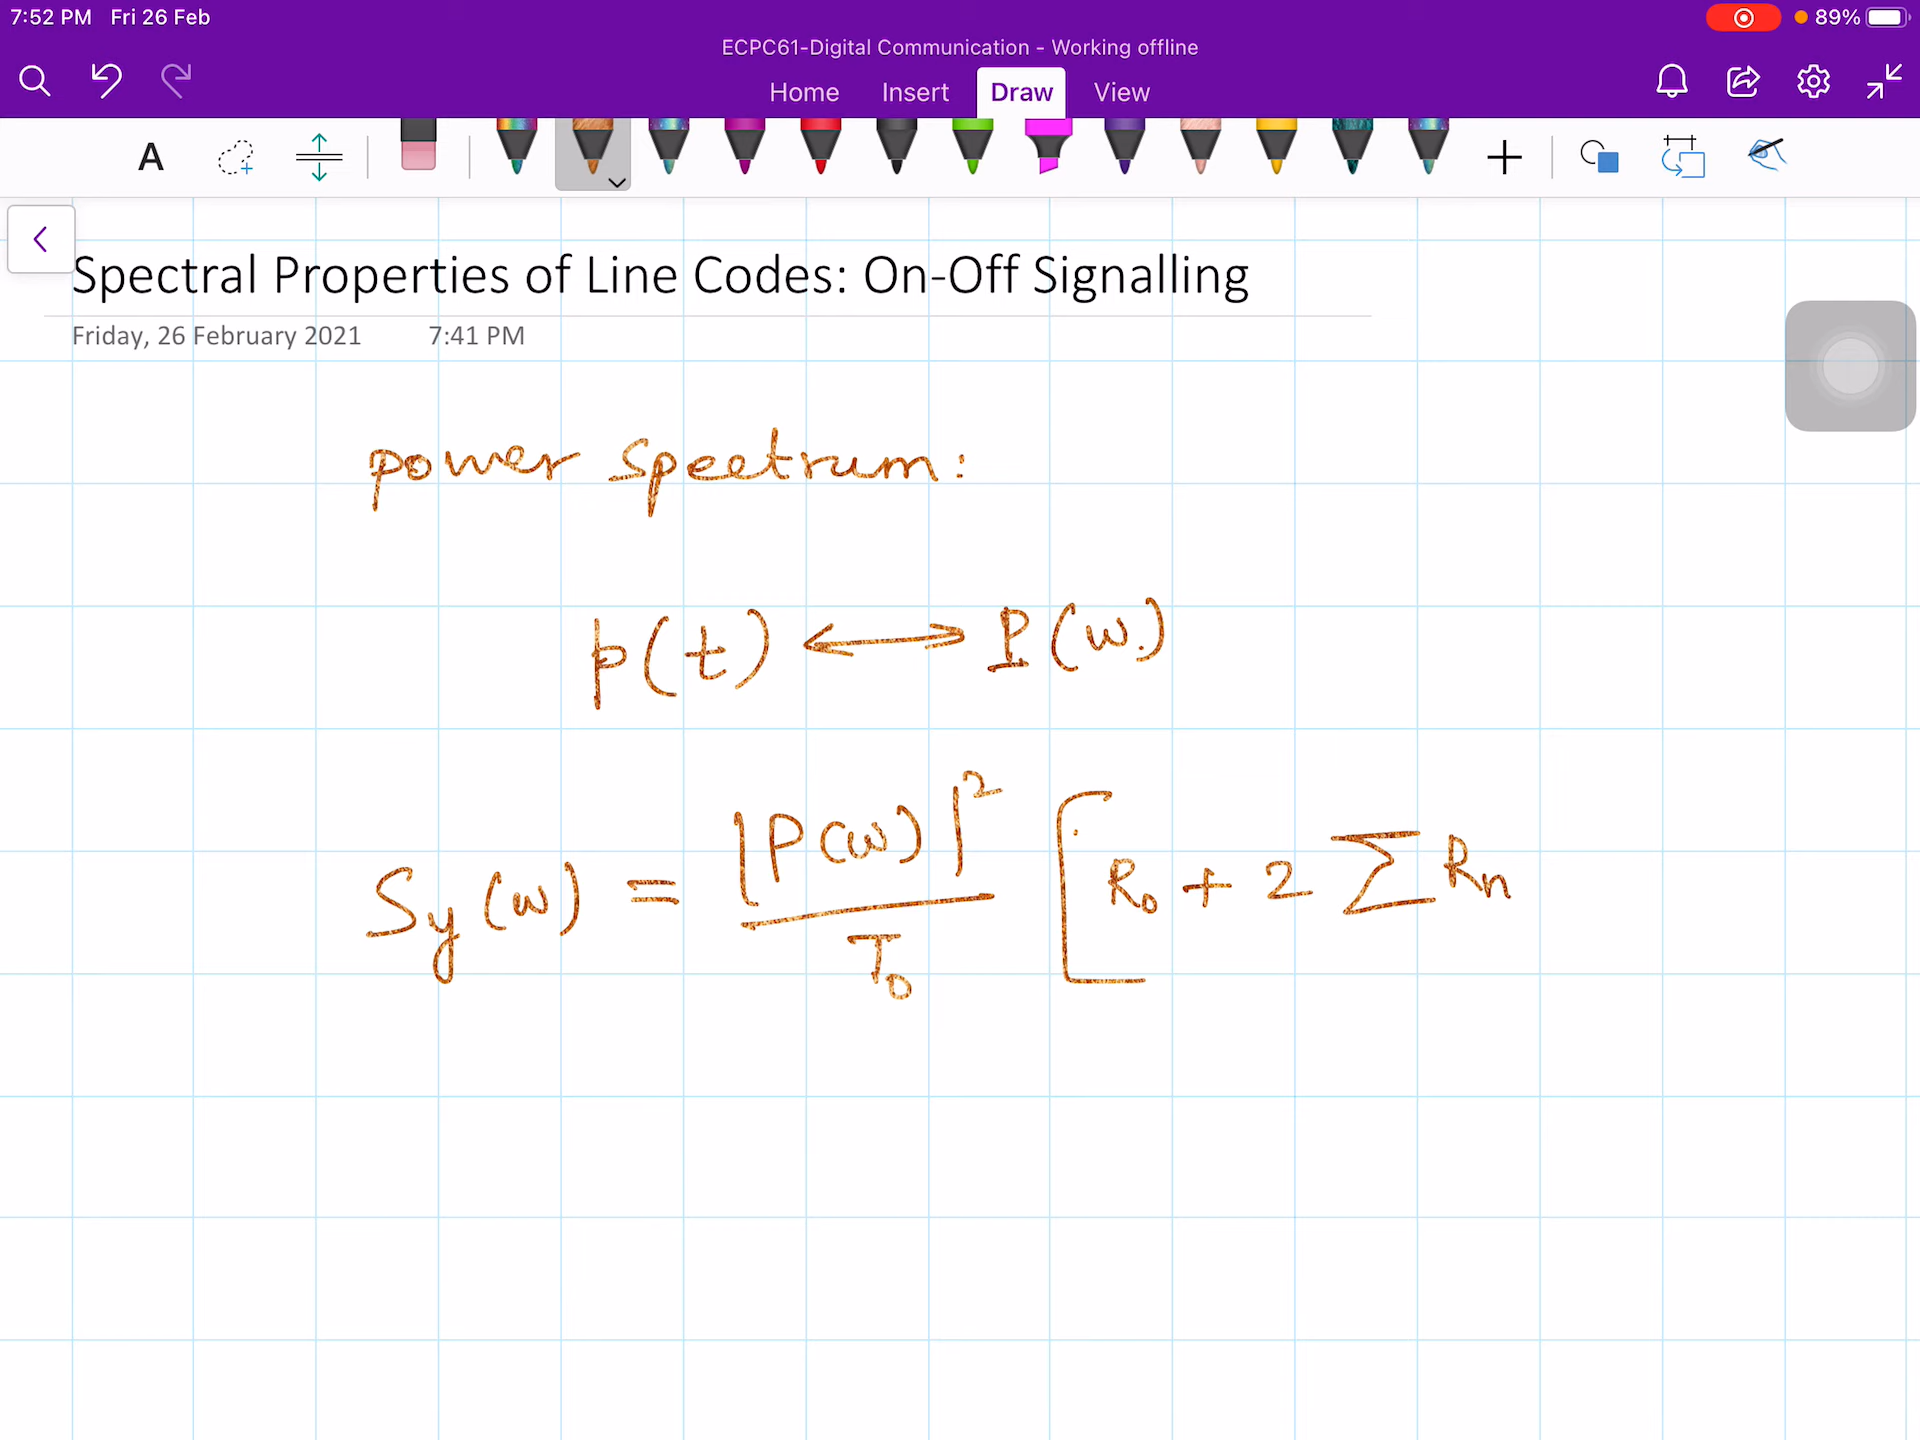 7:52 PM Fri 26 Feb
89%
ECPC61-Digital Communication - Working offline
Home Insert Draw View
A
Spectral Properties of Line Codes: On-Off Signalling
Friday, 26 February 2021 7:41 PM
power spectrum:
p(t) ⟷ P(ω)
Sy(ω) = |P(ω)|² / T₀ [ R₀ + 2 Σ Rn